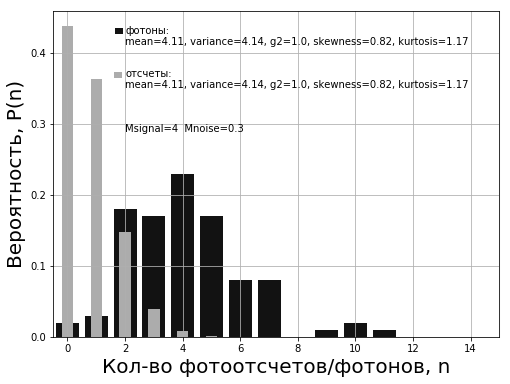 фотоны:
mean=4.11, variance=4.14, g2=1.0, skewness=0.82, kurtosis=1.17
отсчеты:
mean=4.11, variance=4.14, g2=1.0, skewness=0.82, kurtosis=1.17
Msignal=4 Mnoise=0.3
Вероятность, P(n)
0.4
0.3
0.2
0.1
0.0
0 2 4 6 8 10 12 14
Кол-во фотоотсчетов/фотонов, n